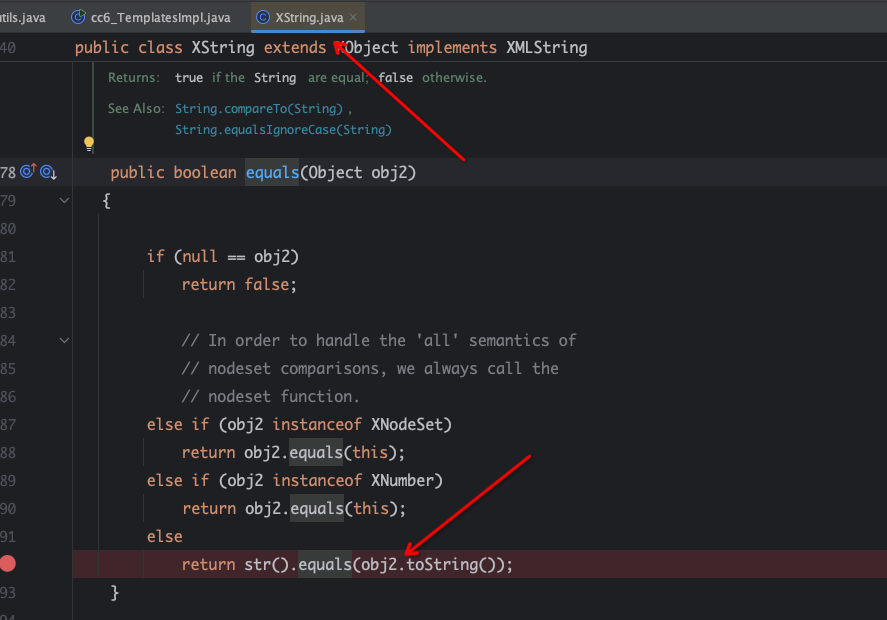 utils.java cc6_TemplatesImpl.java XString.java
40 public class XString extends XObject implements XMLString
Returns: true if the String are equal; false otherwise.
See Also: String.compareTo(String) ,
String.equalsIgnoreCase(String)
78 public boolean equals(Object obj2)
79 {
80
81 if (null == obj2)
82 return false;
83
84 // In order to handle the 'all' semantics of
85 // nodeset comparisons, we always call the
86 // nodeset function.
87 else if (obj2 instanceof XNodeSet)
88 return obj2.equals(this);
89 else if (obj2 instanceof XNumber)
90 return obj2.equals(this);
91 else
return str().equals(obj2.toString());
93 }